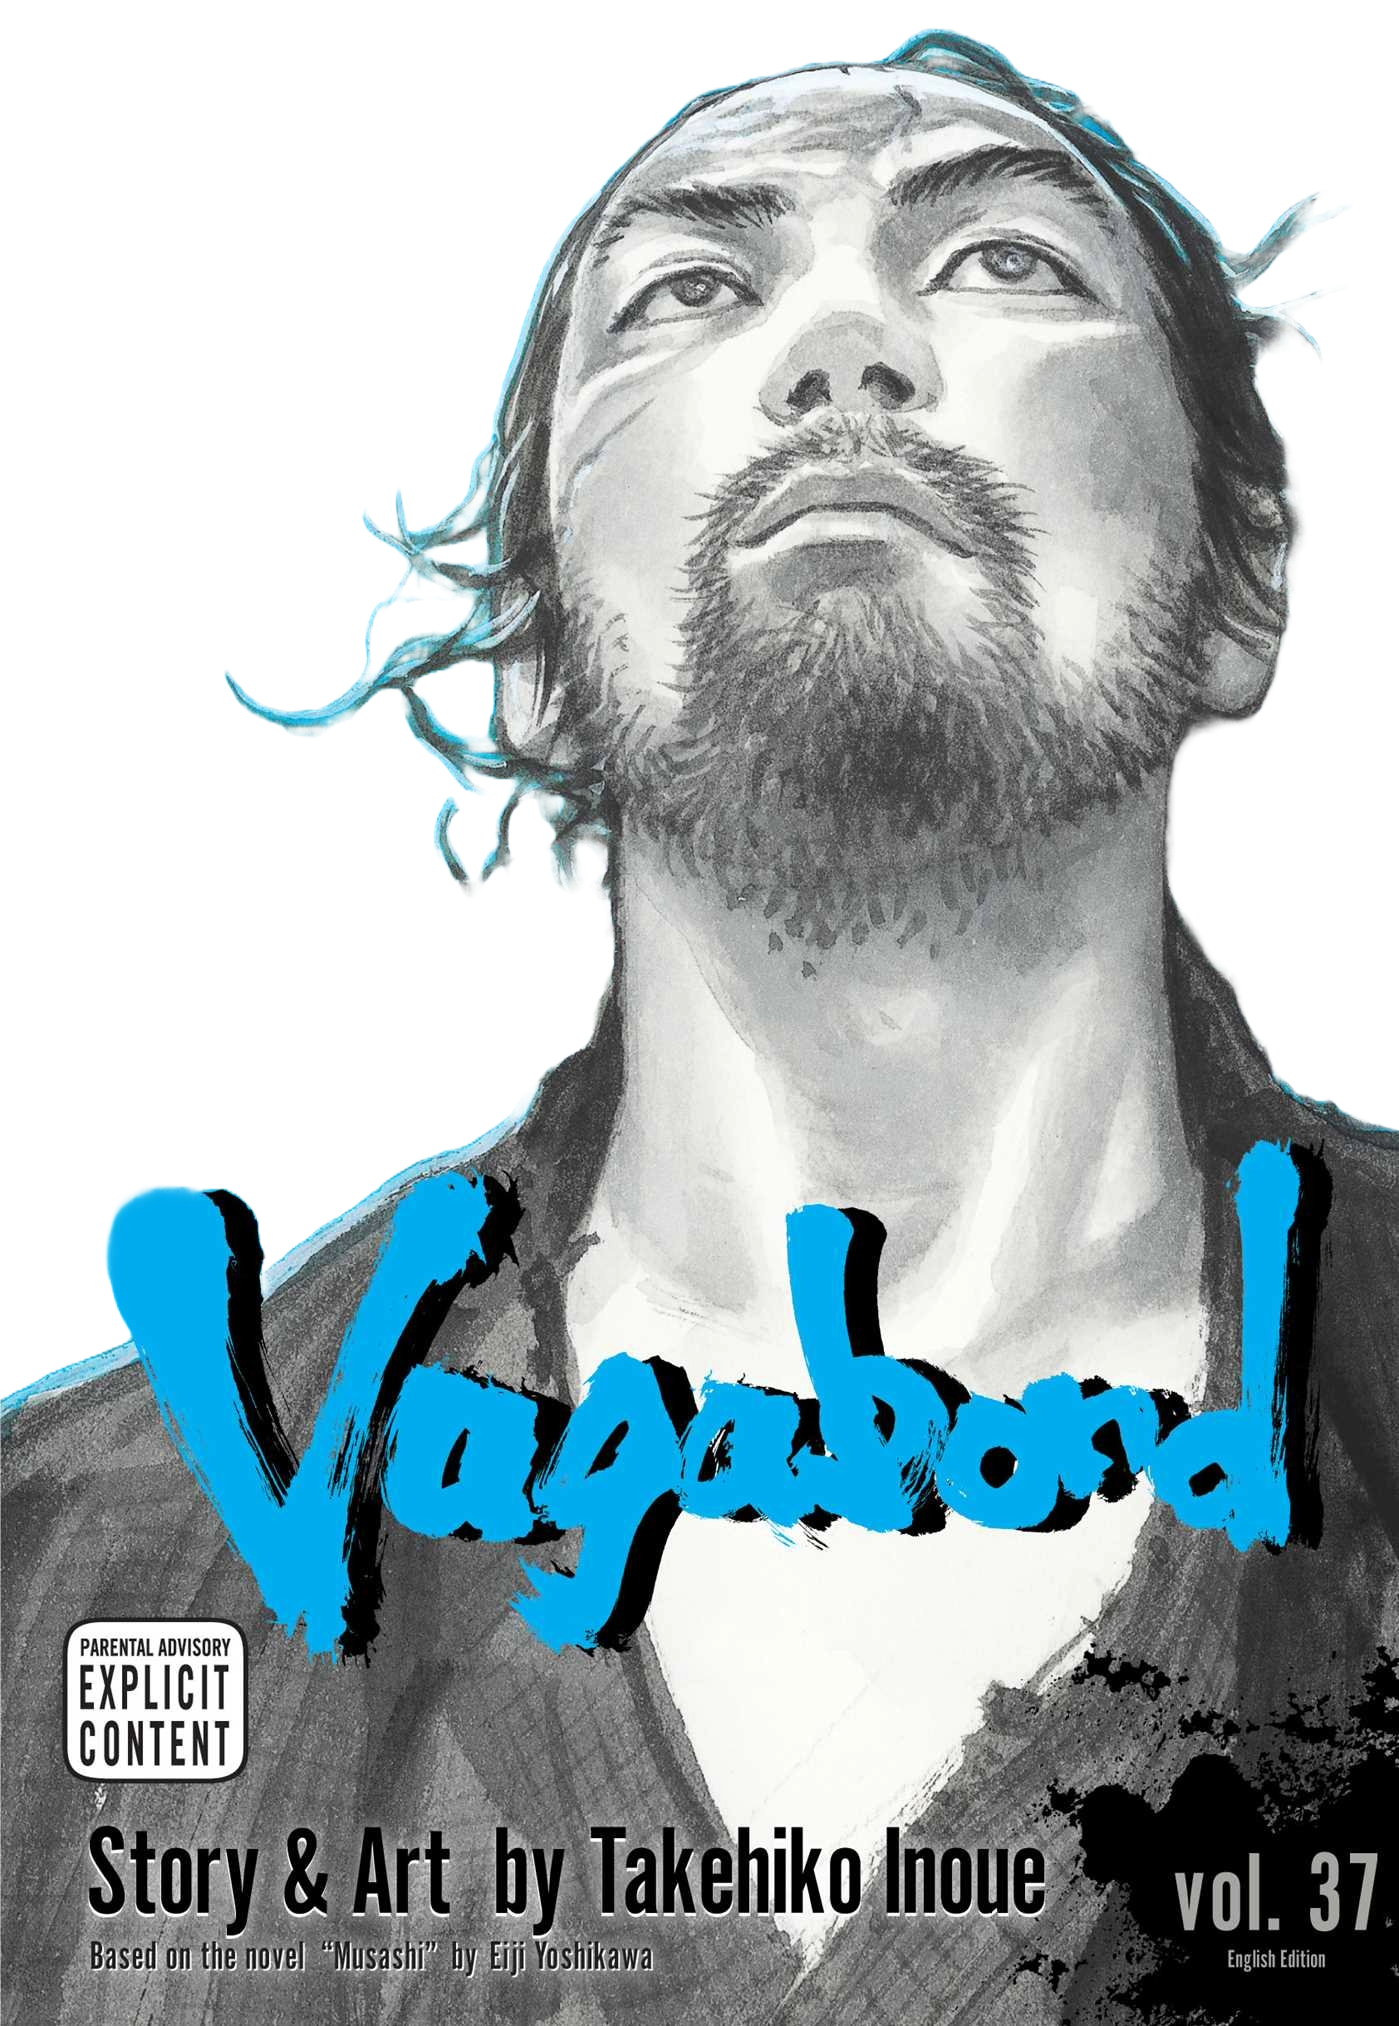 Vagabond
PARENTAL ADVISORY
EXPLICIT
CONTENT
Story & Art by Takehiko Inoue
Based on the novel “Musashi” by Eiji Yoshikawa
vol. 37
English Edition